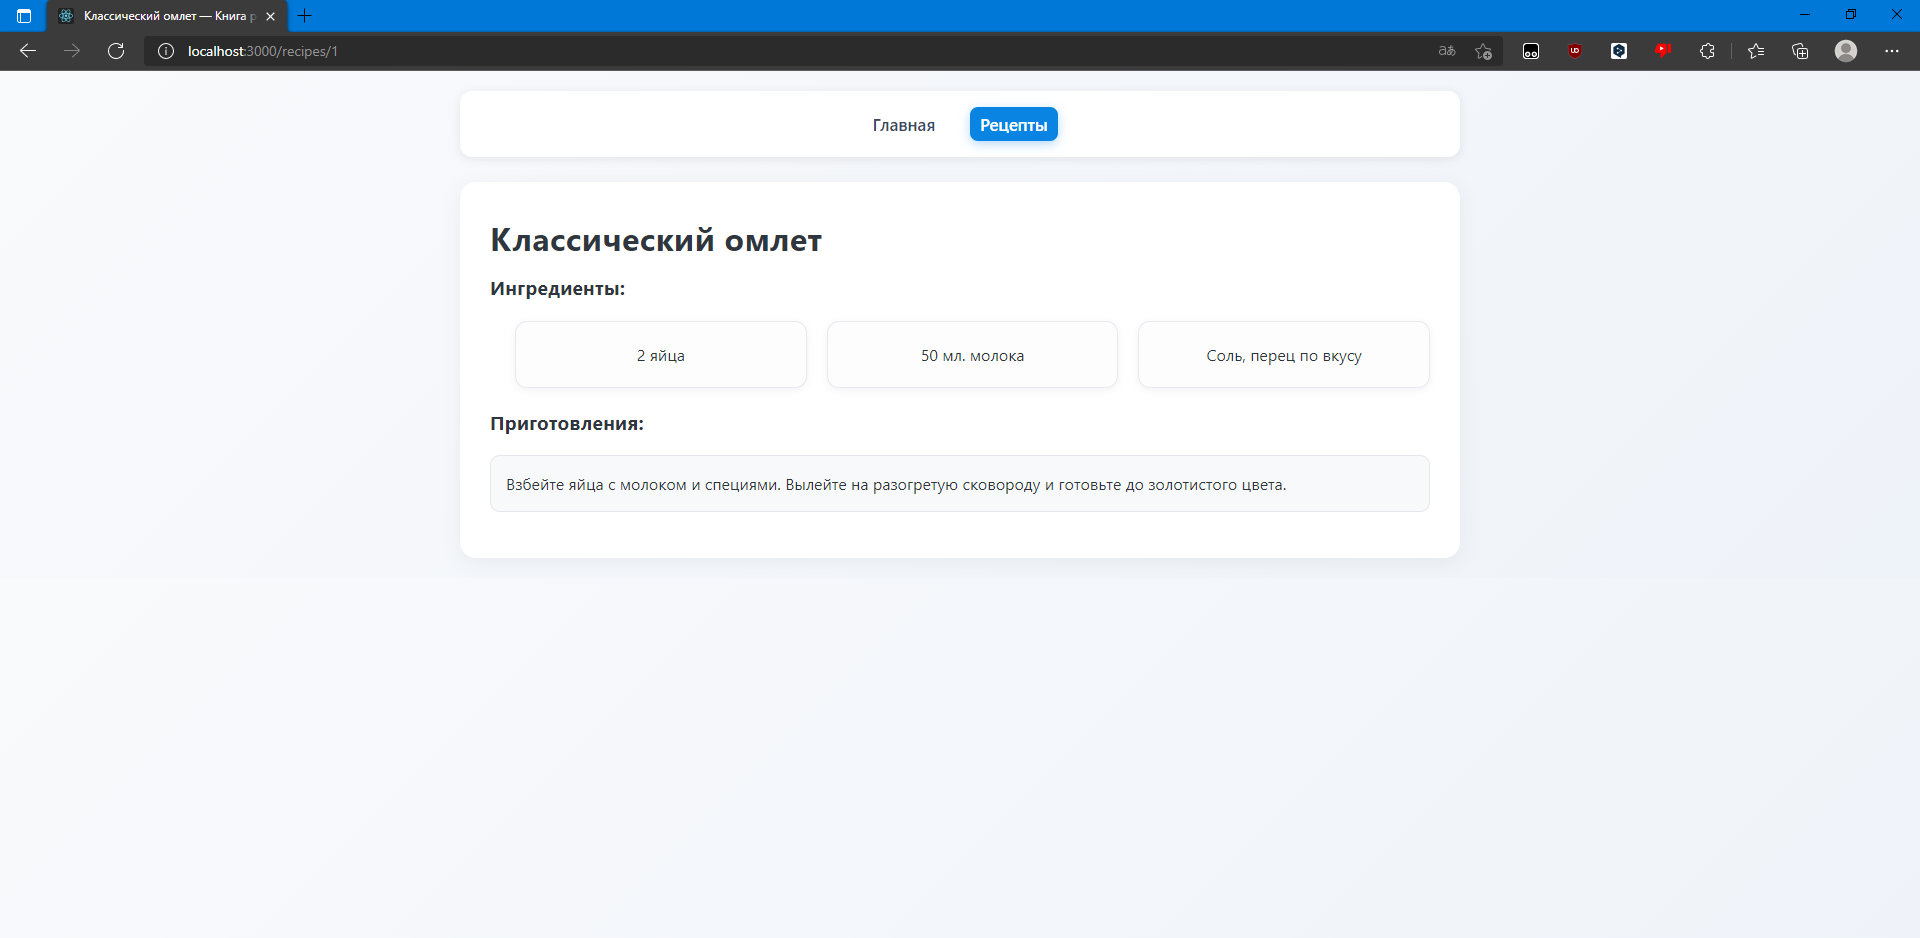 Классический омлет — Книга р
localhost:3000/recipes/1
Главная
Рецепты
Классический омлет
Ингредиенты:
2 яйца
50 мл. молока
Соль, перец по вкусу
Приготовления:
Взбейте яйца с молоком и специями. Вылейте на разогретую сковороду и готовьте до золотистого цвета.